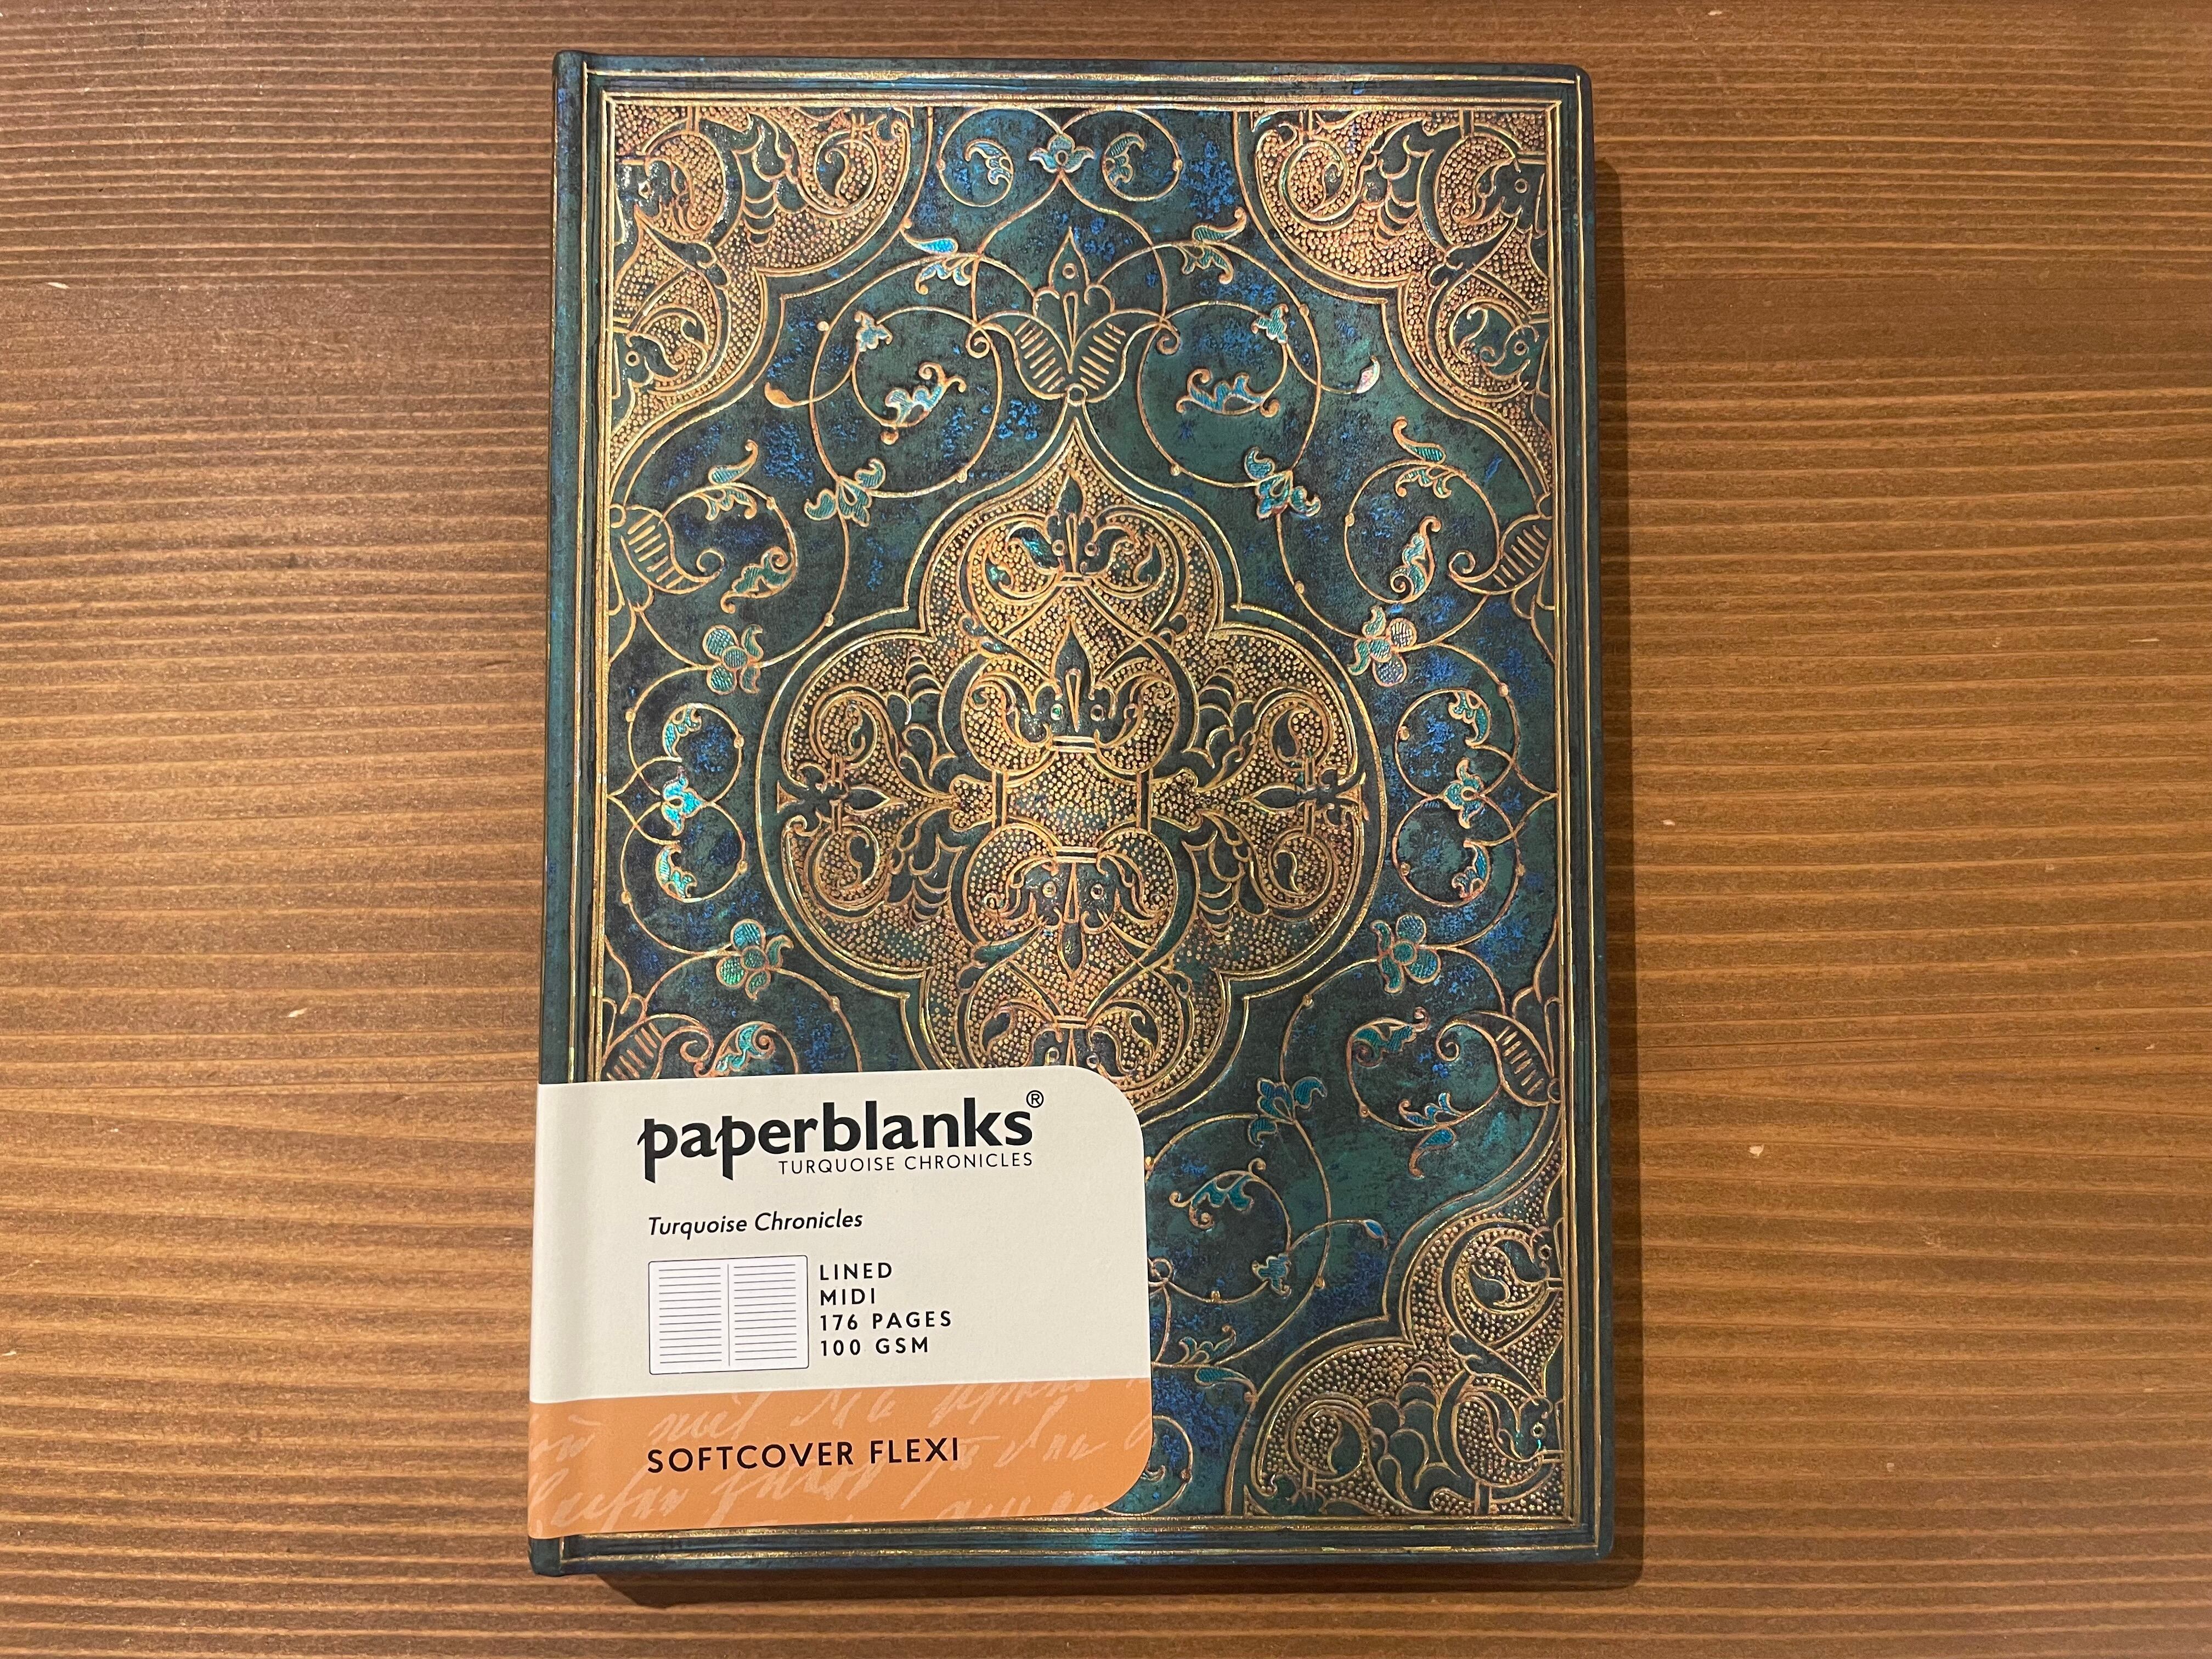 paperblanks®
TURQUOISE CHRONICLES
Turquoise Chronicles
LINED
MIDI
176 PAGES
100 GSM
SOFTCOVER FLEXI